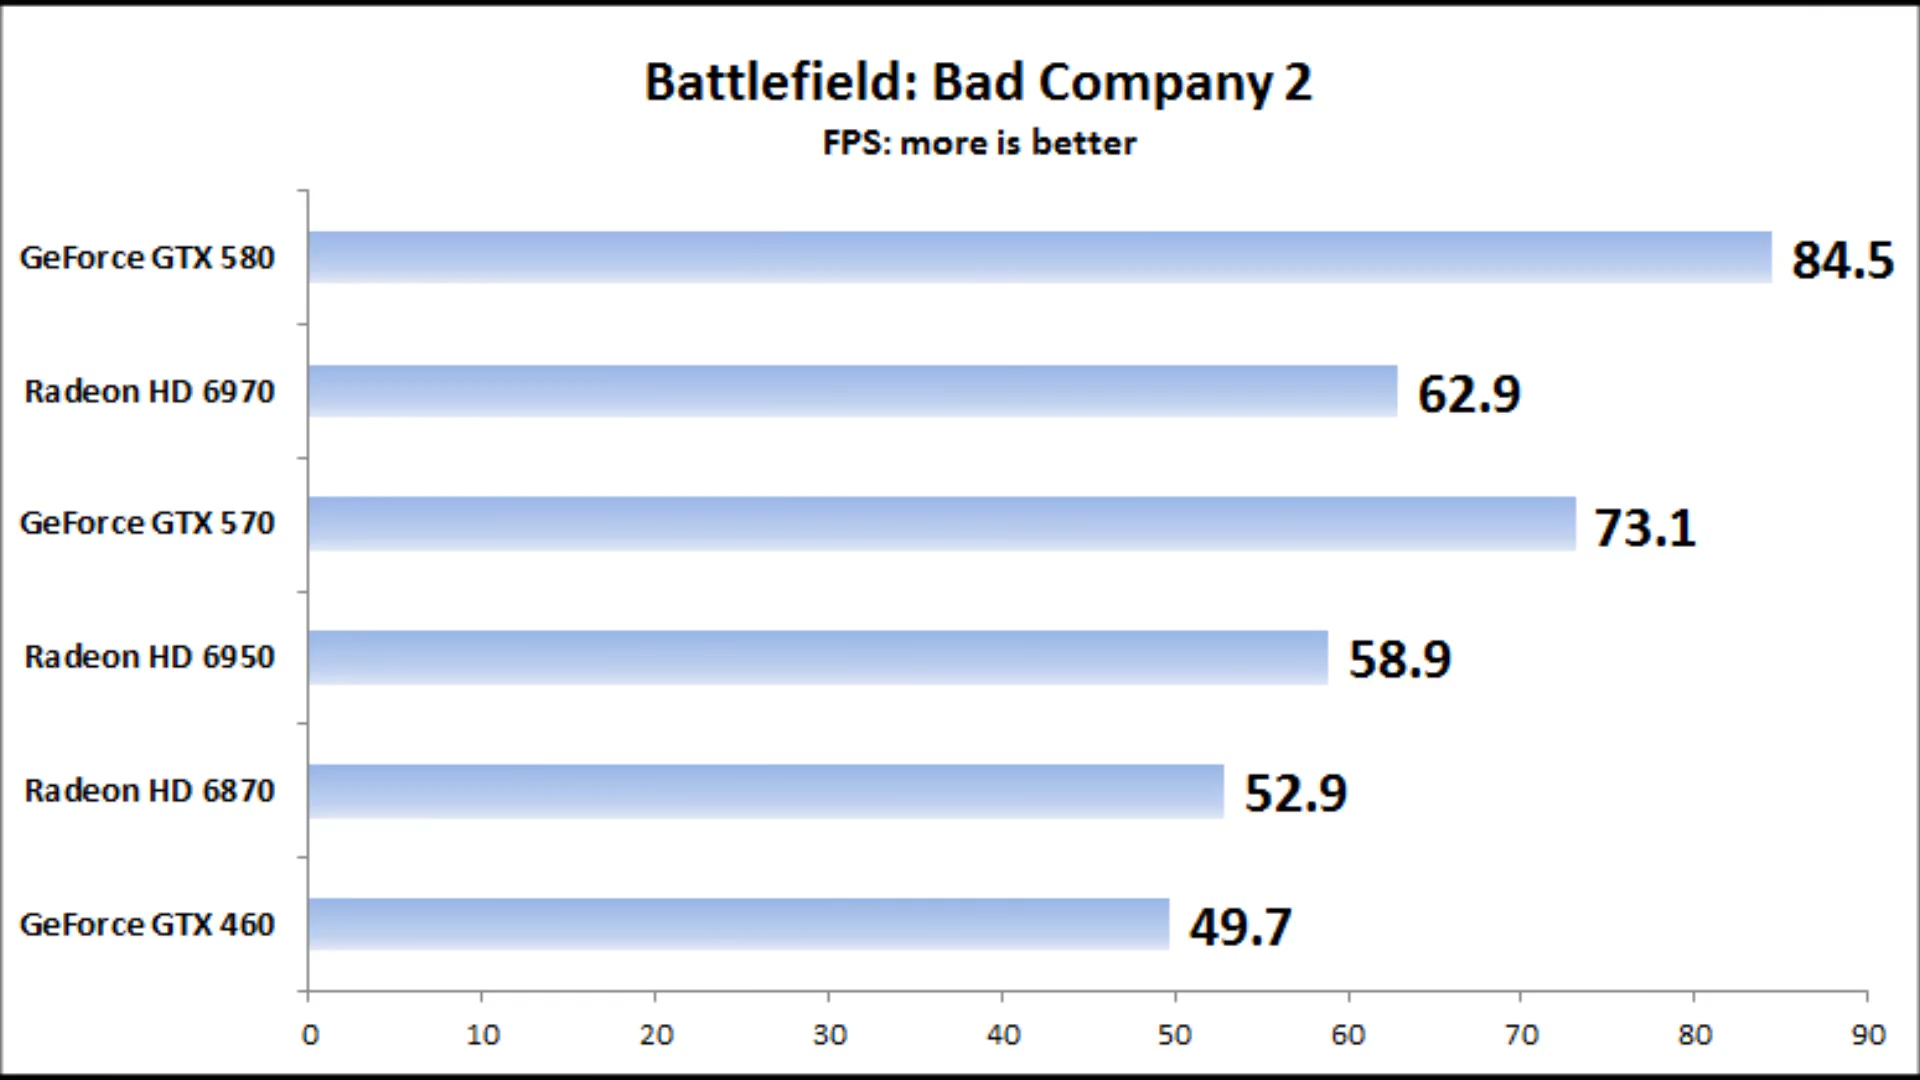 Battlefield: Bad Company 2
FPS: more is better
GeForce GTX 580 84.5
Radeon HD 6970 62.9
GeForce GTX 570 73.1
Radeon HD 6950 58.9
Radeon HD 6870 52.9
GeForce GTX 460 49.7
0 10 20 30 40 50 60 70 80 90